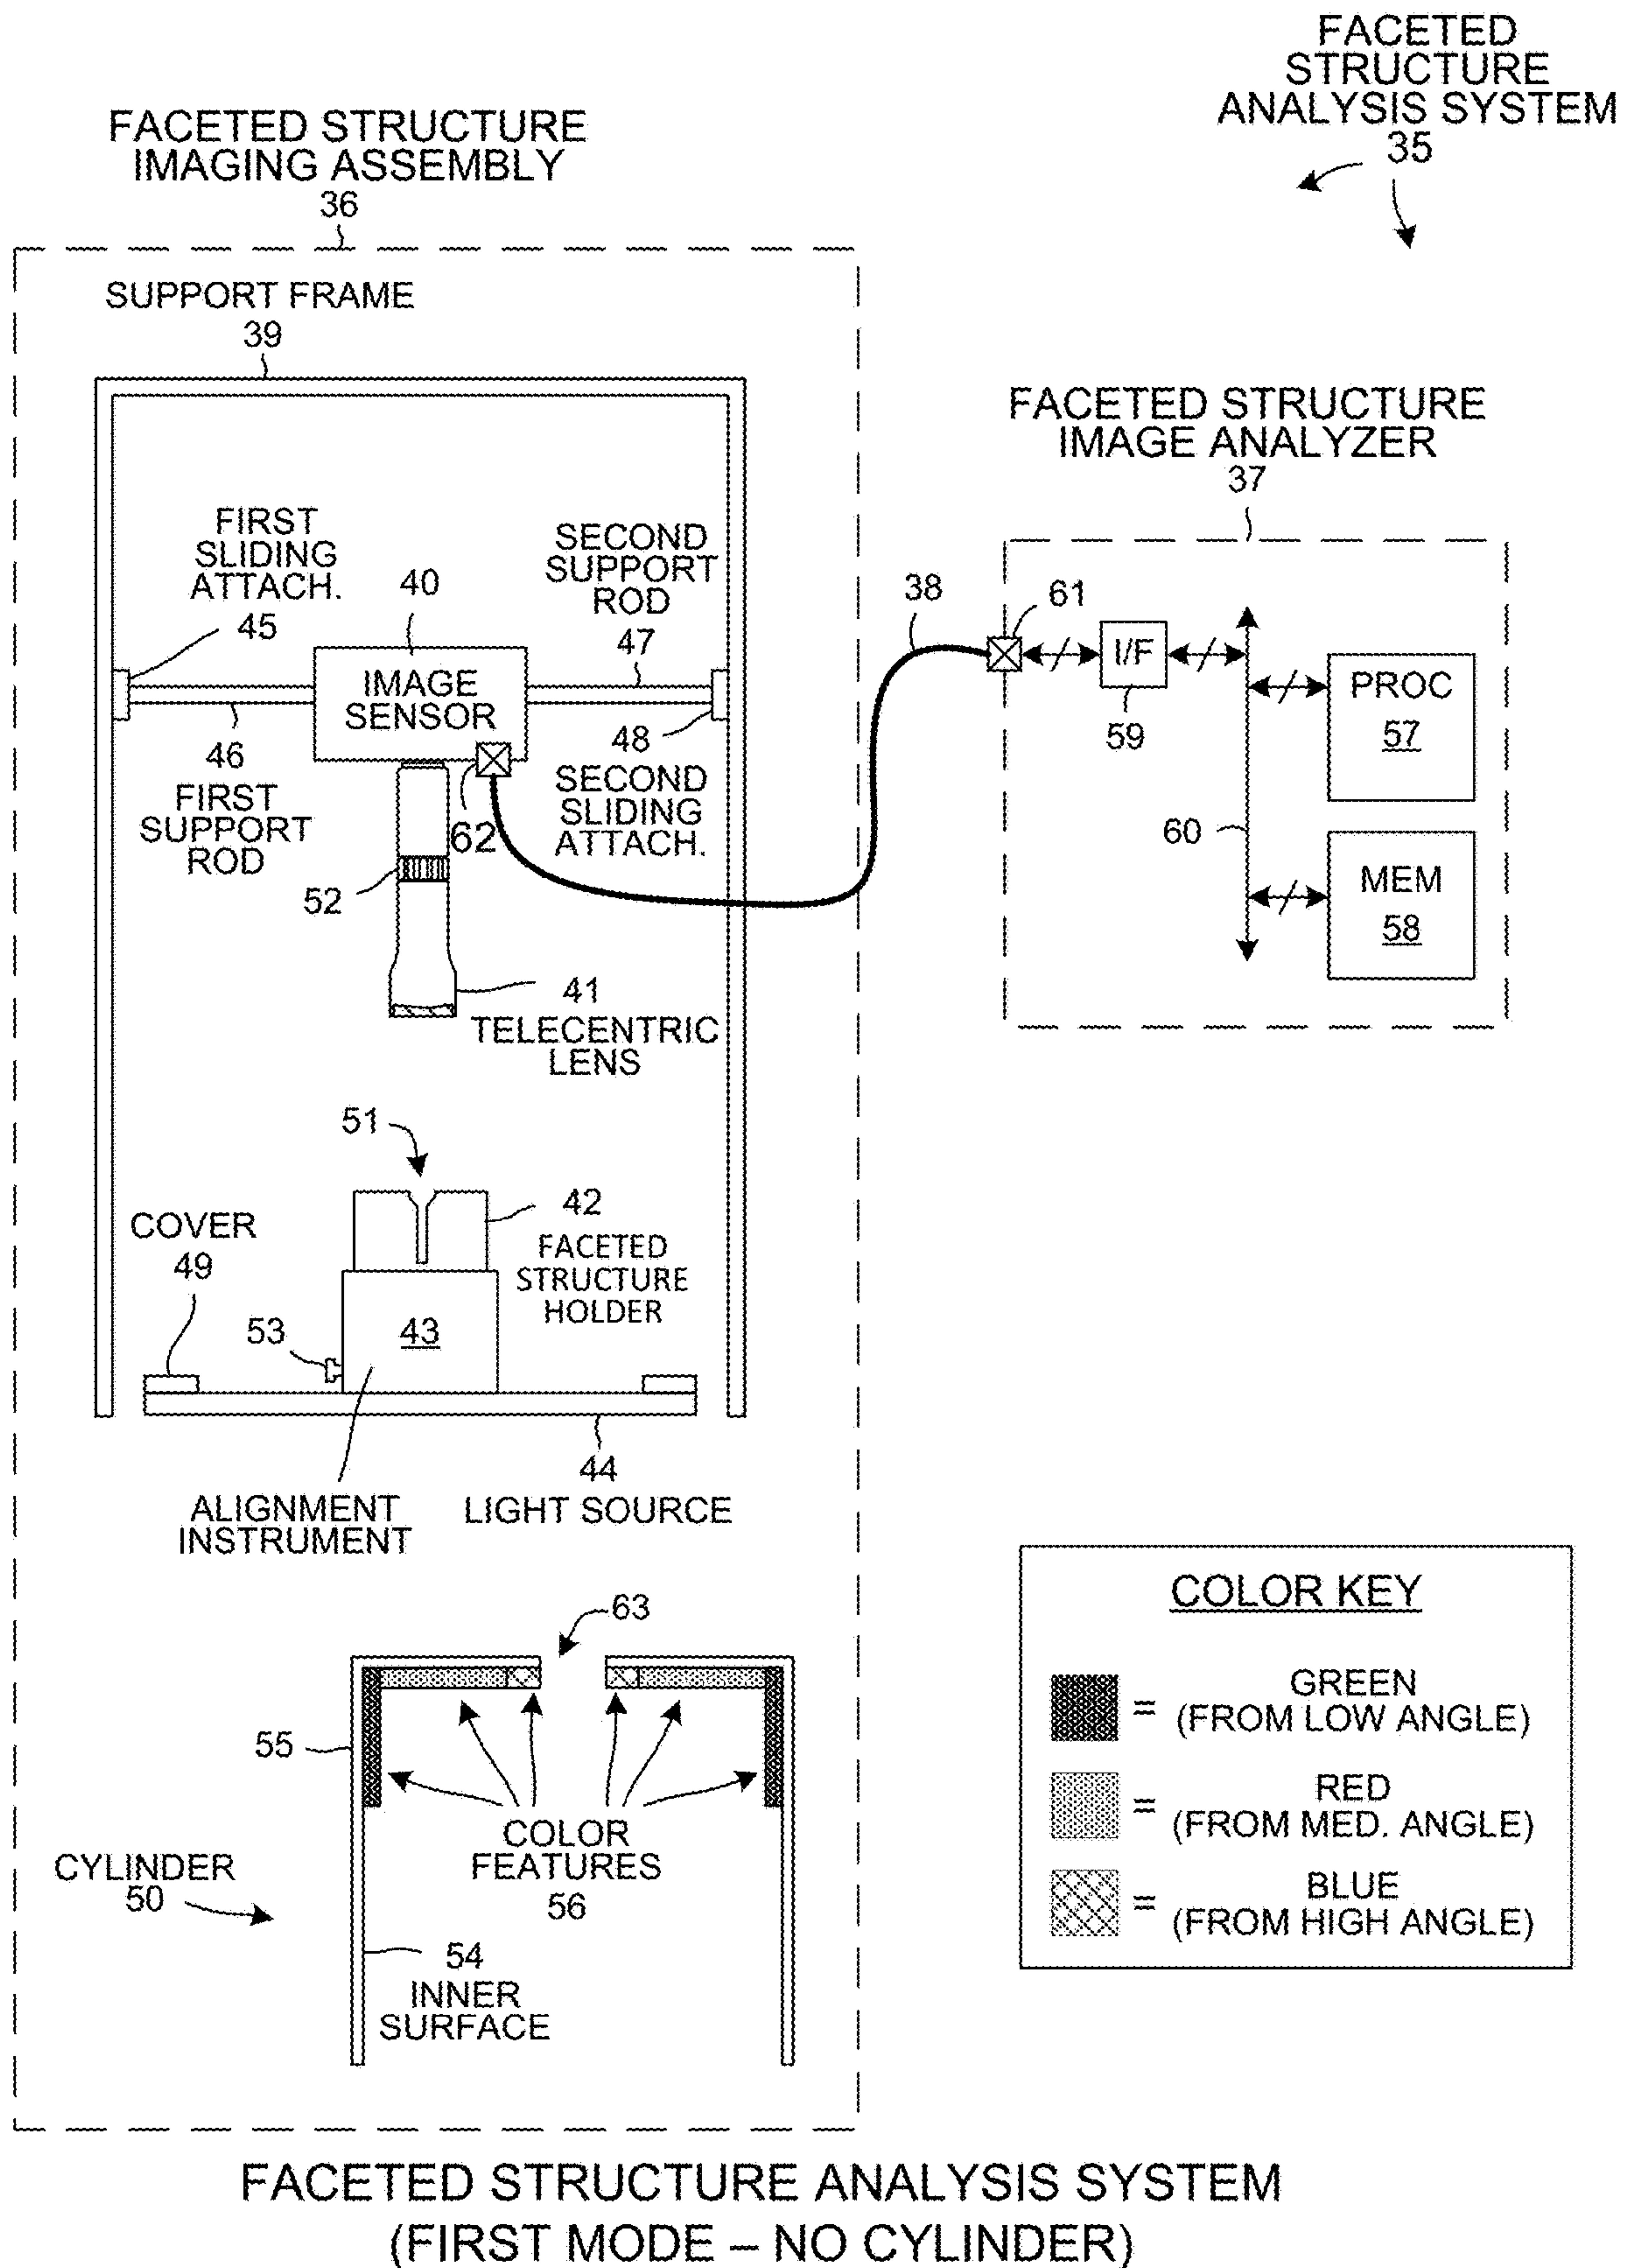 FACETED
STRUCTURE
ANALYSIS SYSTEM
35
FACETED STRUCTURE
IMAGING ASSEMBLY
36
SUPPORT FRAME
39
FACETED STRUCTURE
IMAGE ANALYZER
37
FIRST
SLIDING
ATTACH.
45
40
SECOND
SUPPORT
ROD
47
38
61
IMAGE
SENSOR
I/F
59
PROC
57
46
FIRST
SUPPORT
ROD
62
48
SECOND
SLIDING
ATTACH.
60
MEM
58
52
41
TELECENTRIC
LENS
51
42
FACETED
STRUCTURE
HOLDER
COVER
49
53
43
44
LIGHT SOURCE
ALIGNMENT
INSTRUMENT
63
55
COLOR
FEATURES
56
CYLINDER
50
54
INNER
SURFACE
COLOR KEY
= GREEN
(FROM LOW ANGLE)
= RED
(FROM MED. ANGLE)
= BLUE
(FROM HIGH ANGLE)
FACETED STRUCTURE ANALYSIS SYSTEM
(FIRST MODE – NO CYLINDER)